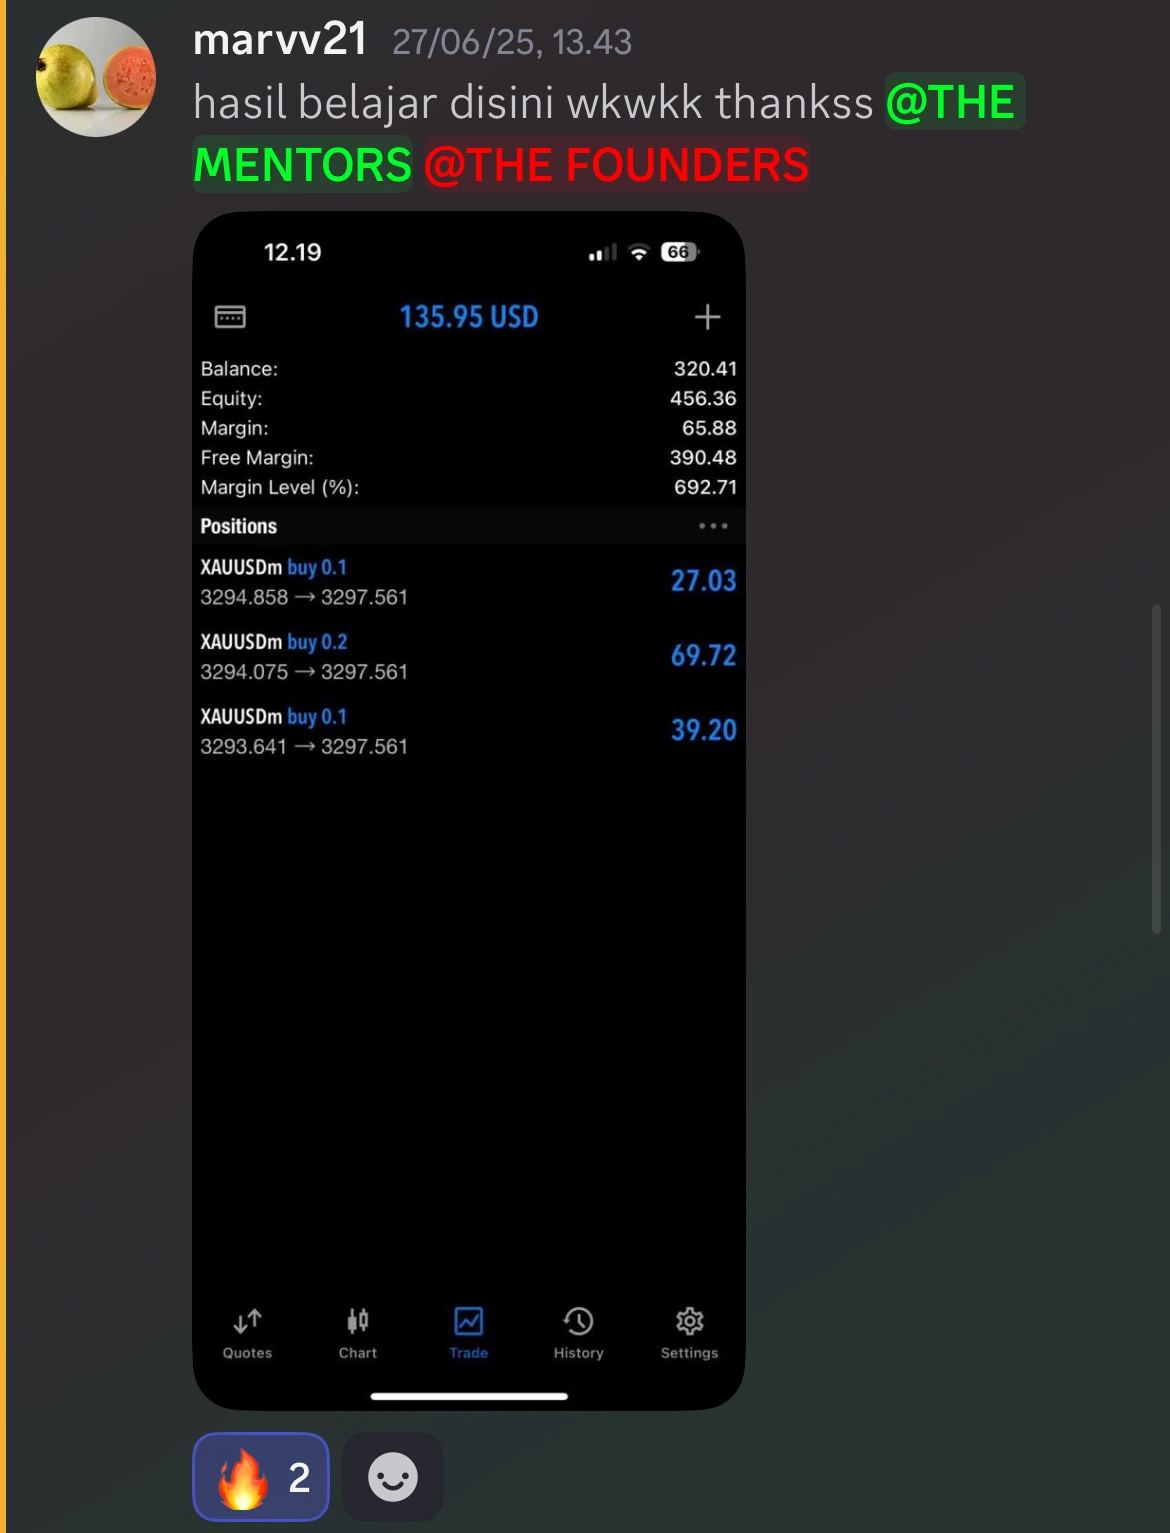 marvv21 27/06/25, 13.43
hasil belajar disini wkwkk thankss @THE
MENTORS @THE FOUNDERS
12.19 66
135.95 USD
Balance: 320.41
Equity: 456.36
Margin: 65.88
Free Margin: 390.48
Margin Level (%): 692.71
Positions
XAUUSDm buy 0.1
27.03
3294.858 → 3297.561
XAUUSDm buy 0.2
69.72
3294.075 → 3297.561
XAUUSDm buy 0.1
39.20
3293.641 → 3297.561
Quotes Chart Trade History Settings
2